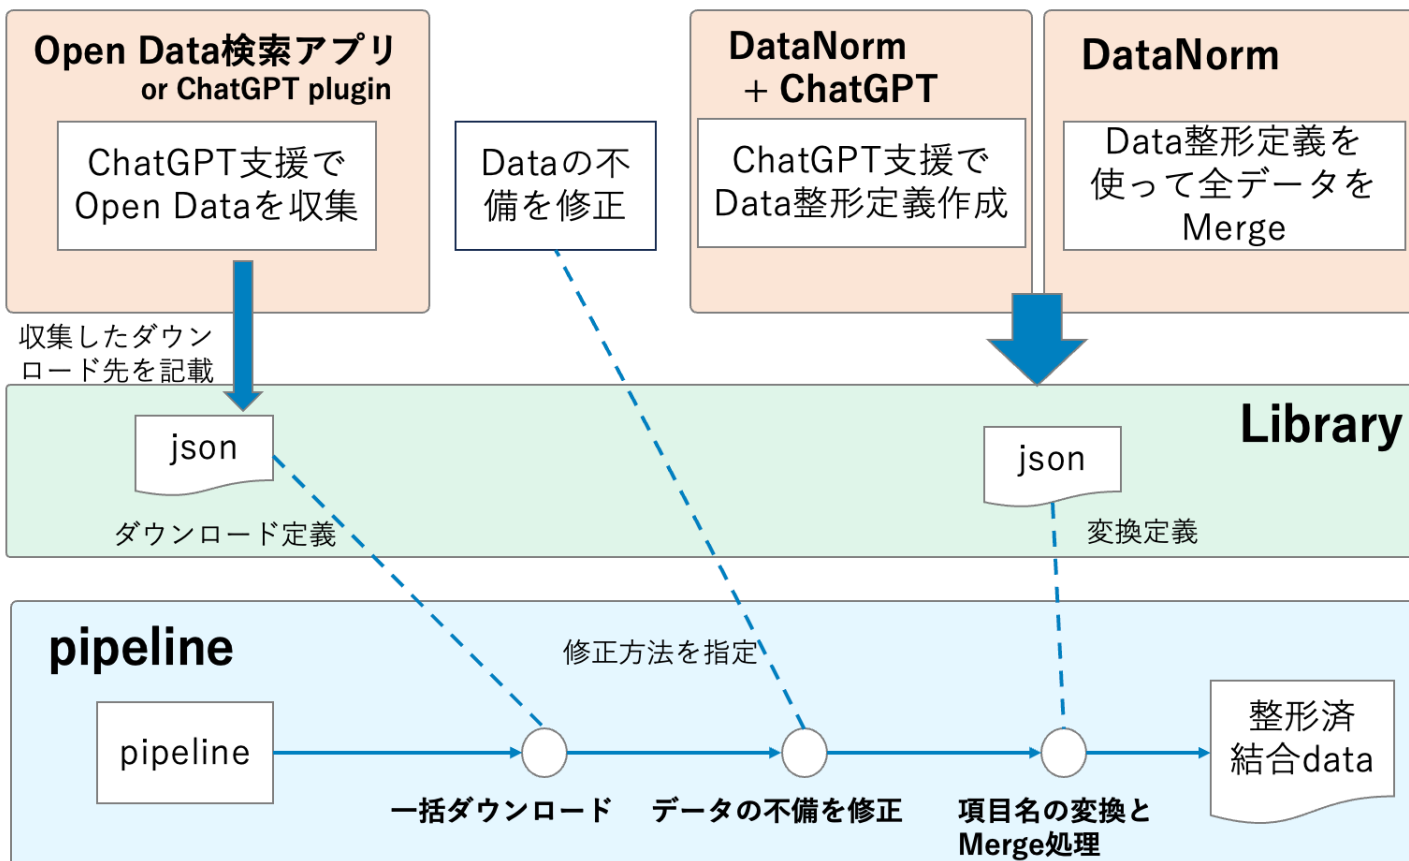 Open Data検索アプリ
or ChatGPT plugin
ChatGPT支援で
Open Dataを収集
Dataの不
備を修正
DataNorm
+ ChatGPT
ChatGPT支援で
Data整形定義作成
DataNorm
Data整形定義を
使って全データを
Merge
収集したダウン
ロード先を記載
Library
json
ダウンロード定義
json
変換定義
pipeline
修正方法を指定
pipeline
一括ダウンロード
データの不備を修正
項目名の変換と
Merge処理
整形済
結合data